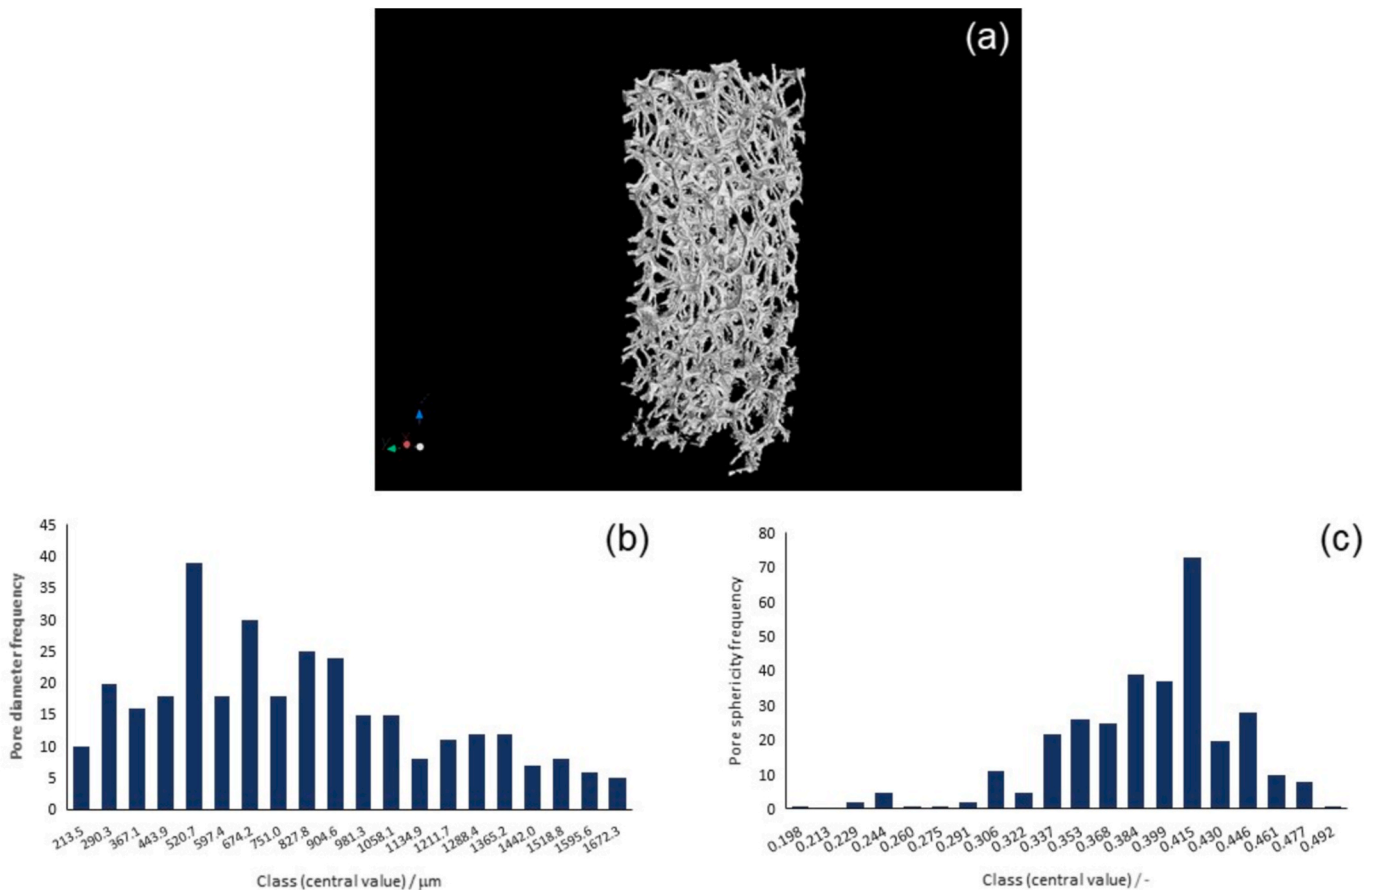 (a)
(b)
45
40
35
30
25
20
15
10
5
0
Pore diameter frequency
213.5 290.3 367.1 443.9 520.7 597.4 674.2 751.0 827.8 904.6 981.3 1058.1 1134.9 1211.7 1288.4 1365.2 1442.0 1518.8 1595.6 1672.3
Class (central value) / μm
(c)
80
70
60
50
40
30
20
10
0
Pore sphericity frequency
0.198 0.213 0.229 0.244 0.260 0.275 0.291 0.306 0.322 0.337 0.353 0.368 0.384 0.399 0.415 0.430 0.446 0.461 0.477 0.492
Class (central value) / -